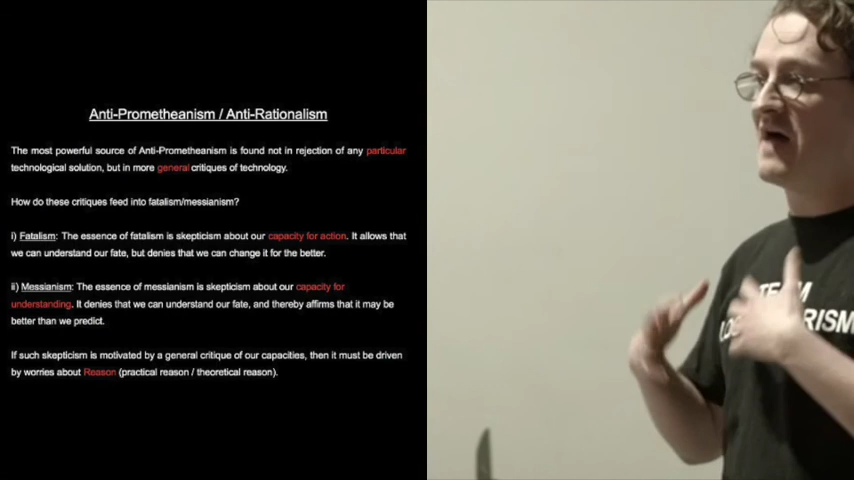 Anti-Prometheanism / Anti-Rationalism
The most powerful source of Anti-Prometheanism is found not in rejection of any particular
technological solution, but in more general critiques of technology.
How do these critiques feed into fatalism/messianism?
i) Fatalism: The essence of fatalism is skepticism about our capacity for action. It allows that
we can understand our fate, but denies that we can change it for the better.
ii) Messianism: The essence of messianism is skepticism about our capacity for
understanding. It denies that we can understand our fate, and thereby affirms that it may be
better than we predict.
If such skepticism is motivated by a general critique of our capacities, then it must be driven
by worries about Reason (practical reason / theoretical reason).
TEAM